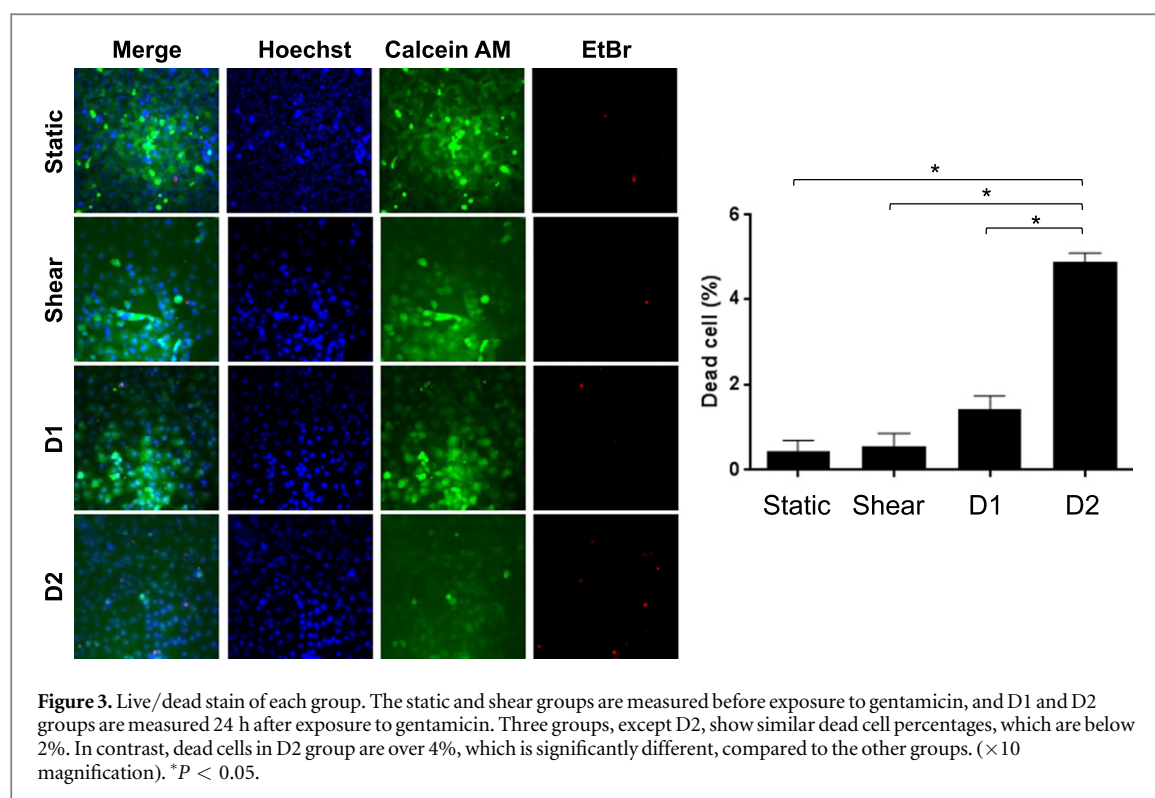 Merge Hoechst Calcein AM EtBr
Static
Shear
D1
D2
* 
*
*
Dead cell (%)
6
4
2
0
Static Shear D1 D2
Figure 3. Live/dead stain of each group. The static and shear groups are measured before exposure to gentamicin, and D1 and D2
groups are measured 24 h after exposure to gentamicin. Three groups, except D2, show similar dead cell percentages, which are below
2%. In contrast, dead cells in D2 group are over 4%, which is significantly different, compared to the other groups. (×10
magnification). *P < 0.05.